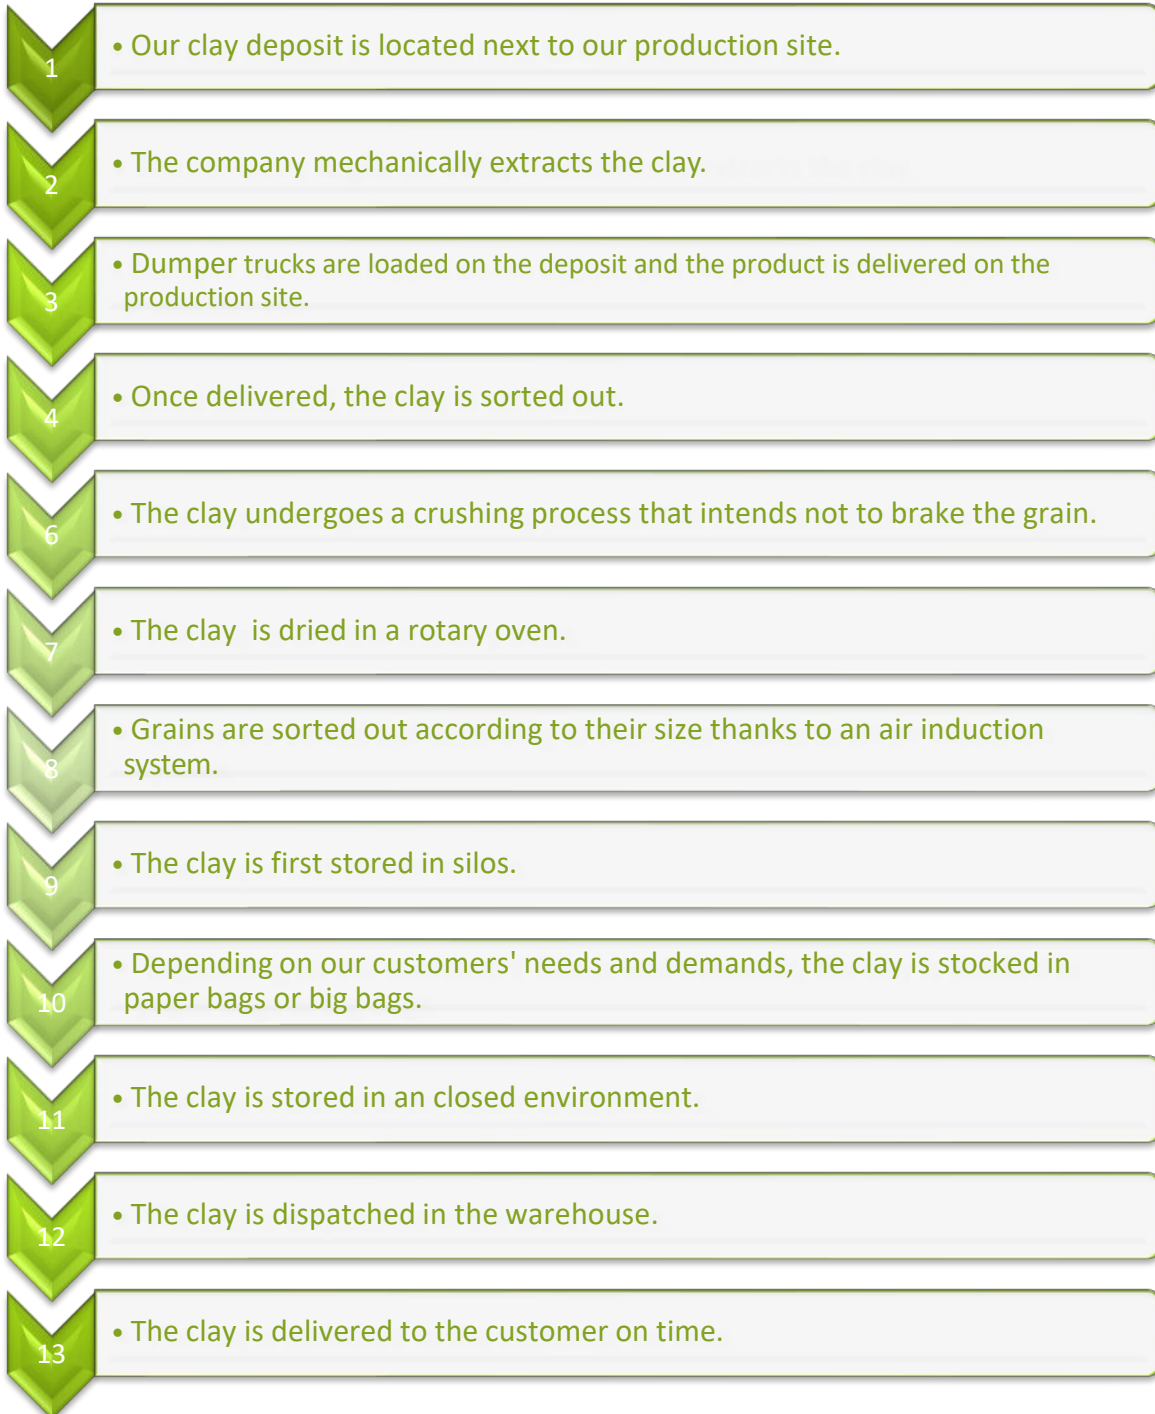 1
• Our clay deposit is located next to our production site.
2
• The company mechanically extracts the clay.
3
• Dumper trucks are loaded on the deposit and the product is delivered on the
production site.
4
• Once delivered, the clay is sorted out.
6
• The clay undergoes a crushing process that intends not to brake the grain.
7
• The clay  is dried in a rotary oven.
8
• Grains are sorted out according to their size thanks to an air induction
system.
9
• The clay is first stored in silos.
10
• Depending on our customers' needs and demands, the clay is stocked in
paper bags or big bags.
11
• The clay is stored in an closed environment.
12
• The clay is dispatched in the warehouse.
13
• The clay is delivered to the customer on time.